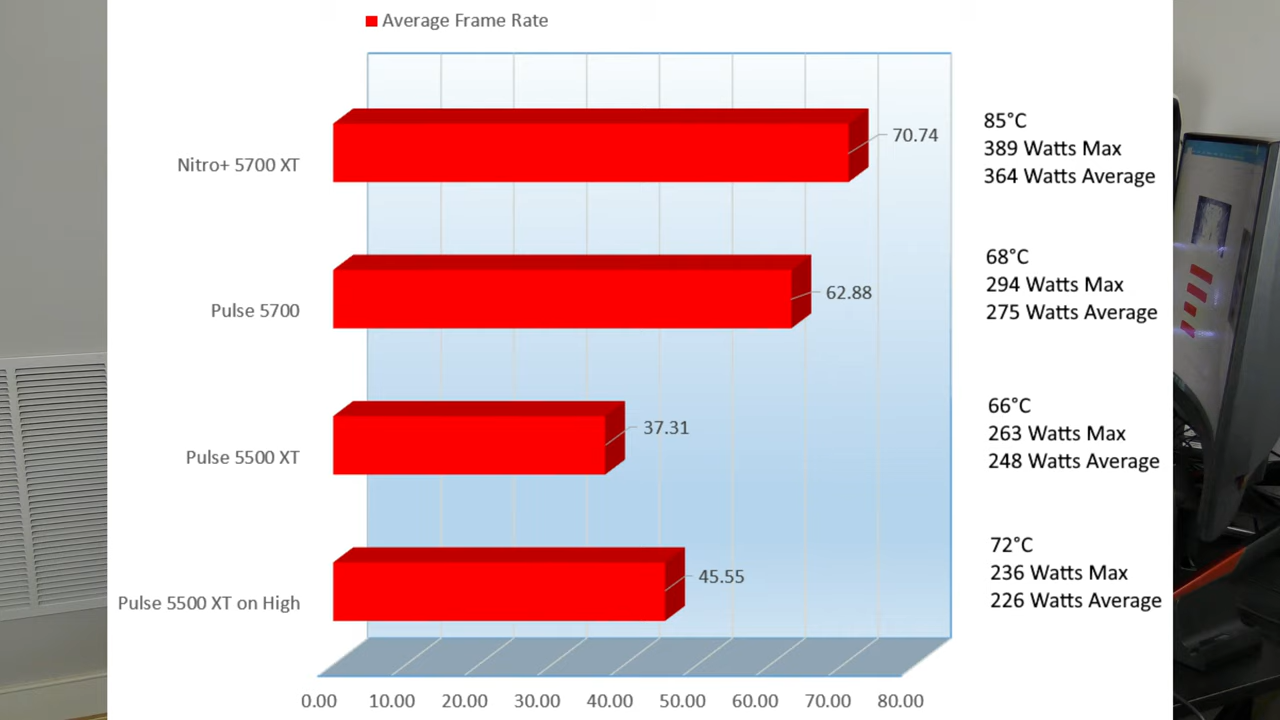 Average Frame Rate
Nitro+ 5700 XT
70.74
85°C
389 Watts Max
364 Watts Average
Pulse 5700
62.88
68°C
294 Watts Max
275 Watts Average
Pulse 5500 XT
37.31
66°C
263 Watts Max
248 Watts Average
Pulse 5500 XT on High
45.55
72°C
236 Watts Max
226 Watts Average
0.00 10.00 20.00 30.00 40.00 50.00 60.00 70.00 80.00